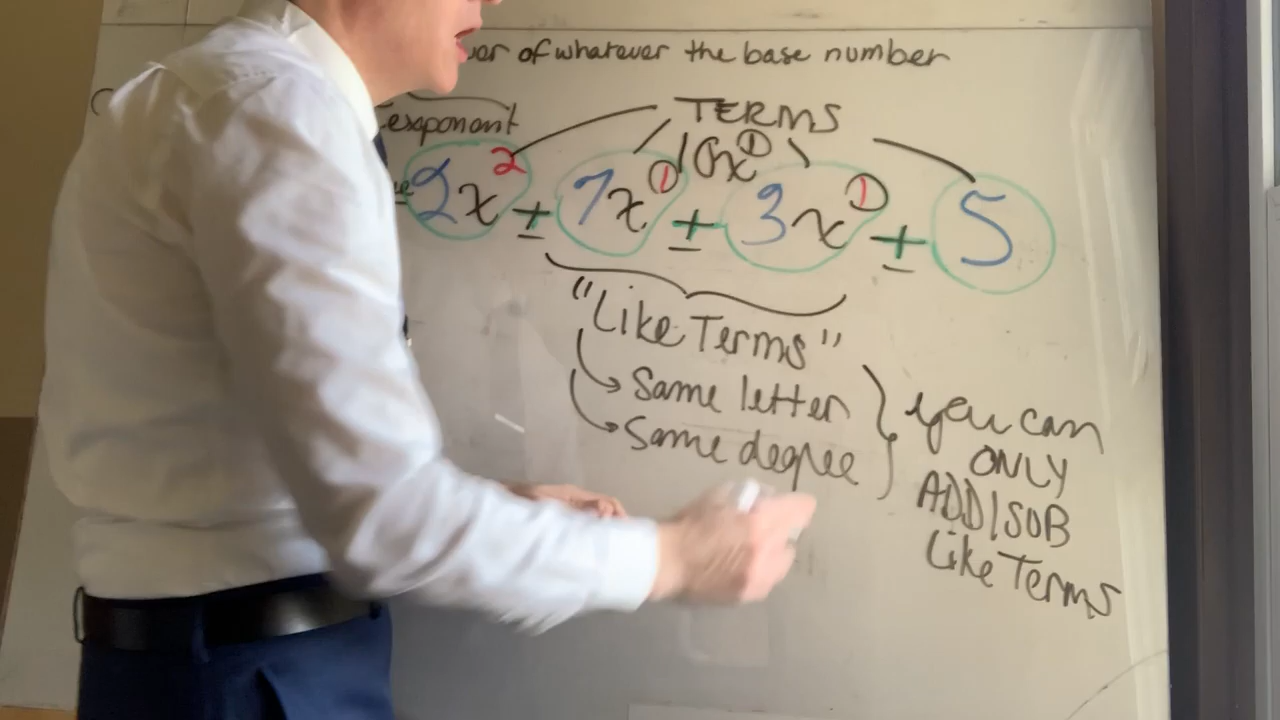 of whatever the base number
exponent
TERMS
10x①
2x² ± 7x① ± 3x① ± 5
"Like Terms"
→ Same letter
→ Same degree
you can
ONLY
ADD/SUB
Like Terms